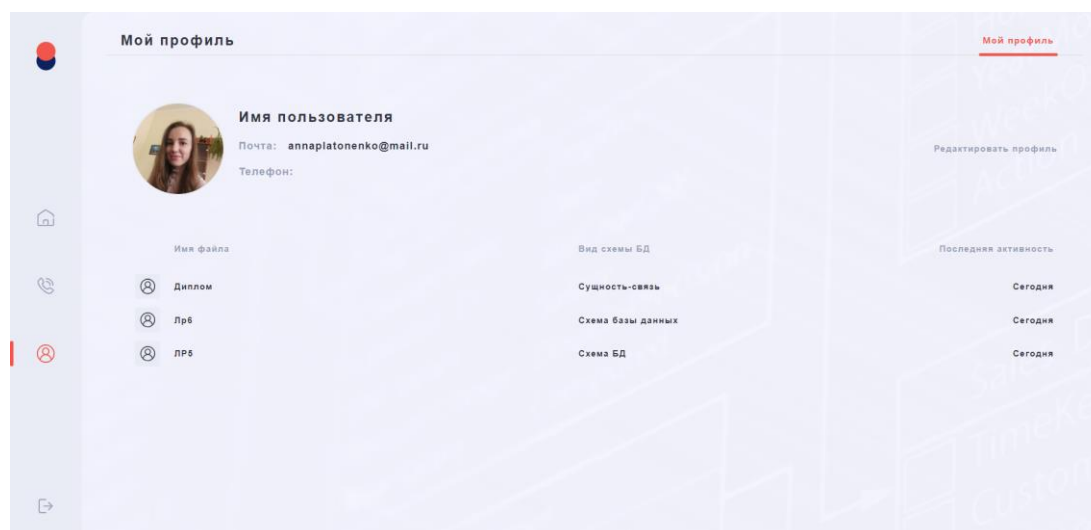 Мой профиль
Мой профиль
Имя пользователя
Почта: annaplatonenko@mail.ru
Редактировать профиль
Телефон:
Имя файла Вид схемы БД Последняя активность
Диплом Сущность-связь Сегодня
Лр6 Схема базы данных Сегодня
ЛР5 Схема БД Сегодня